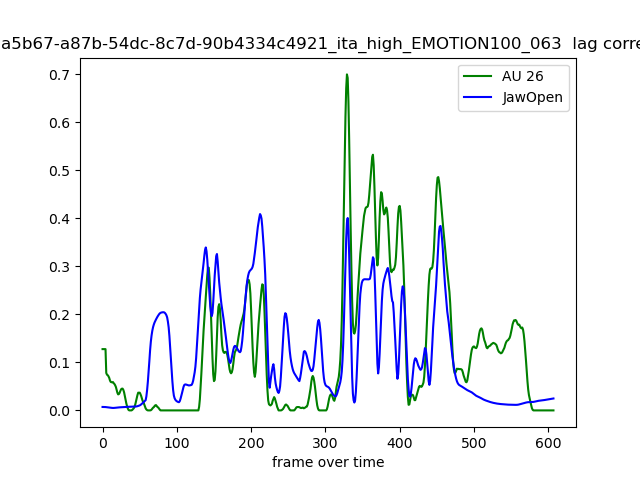 a5b67-a87b-54dc-8c7d-90b4334c4921_ita_high_EMOTION100_063 lag corre
AU 26
JawOpen
0.7
0.6
0.5
0.4
0.3
0.2
0.1
0.0
0 100 200 300 400 500 600
frame over time